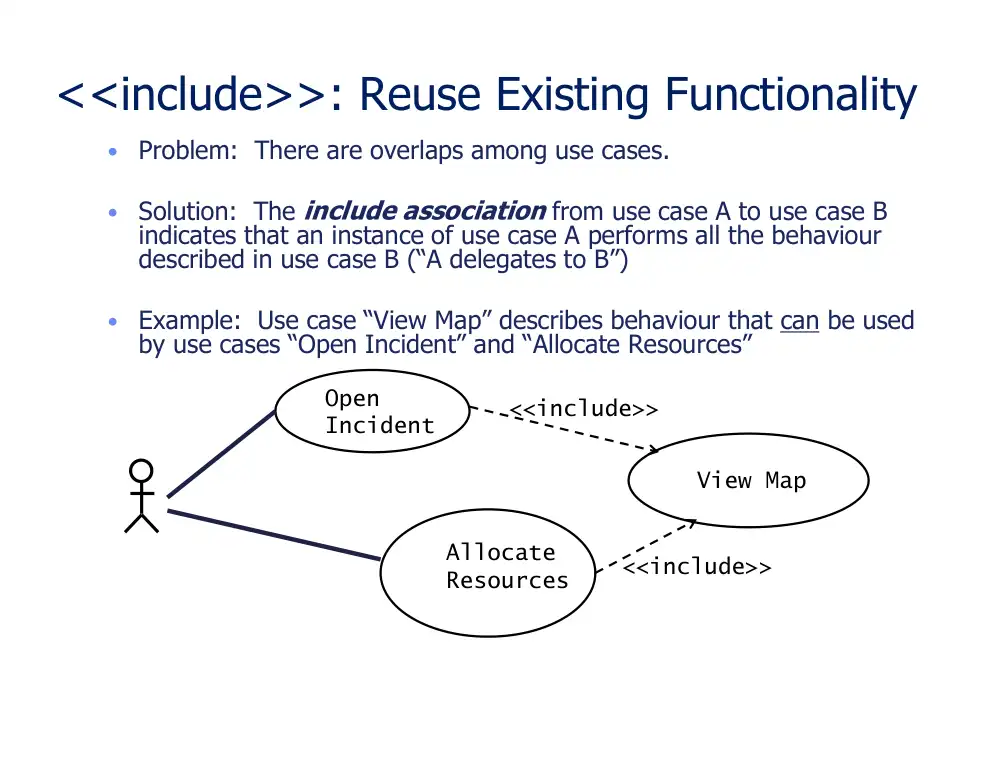 <<include>>: Reuse Existing Functionality
• Problem: There are overlaps among use cases.
• Solution: The include association from use case A to use case B
indicates that an instance of use case A performs all the behaviour
described in use case B (“A delegates to B”)
• Example: Use case “View Map” describes behaviour that can be used
by use cases “Open Incident” and “Allocate Resources”
Open
Incident
<<include>>
View Map
Allocate
Resources
<<include>>